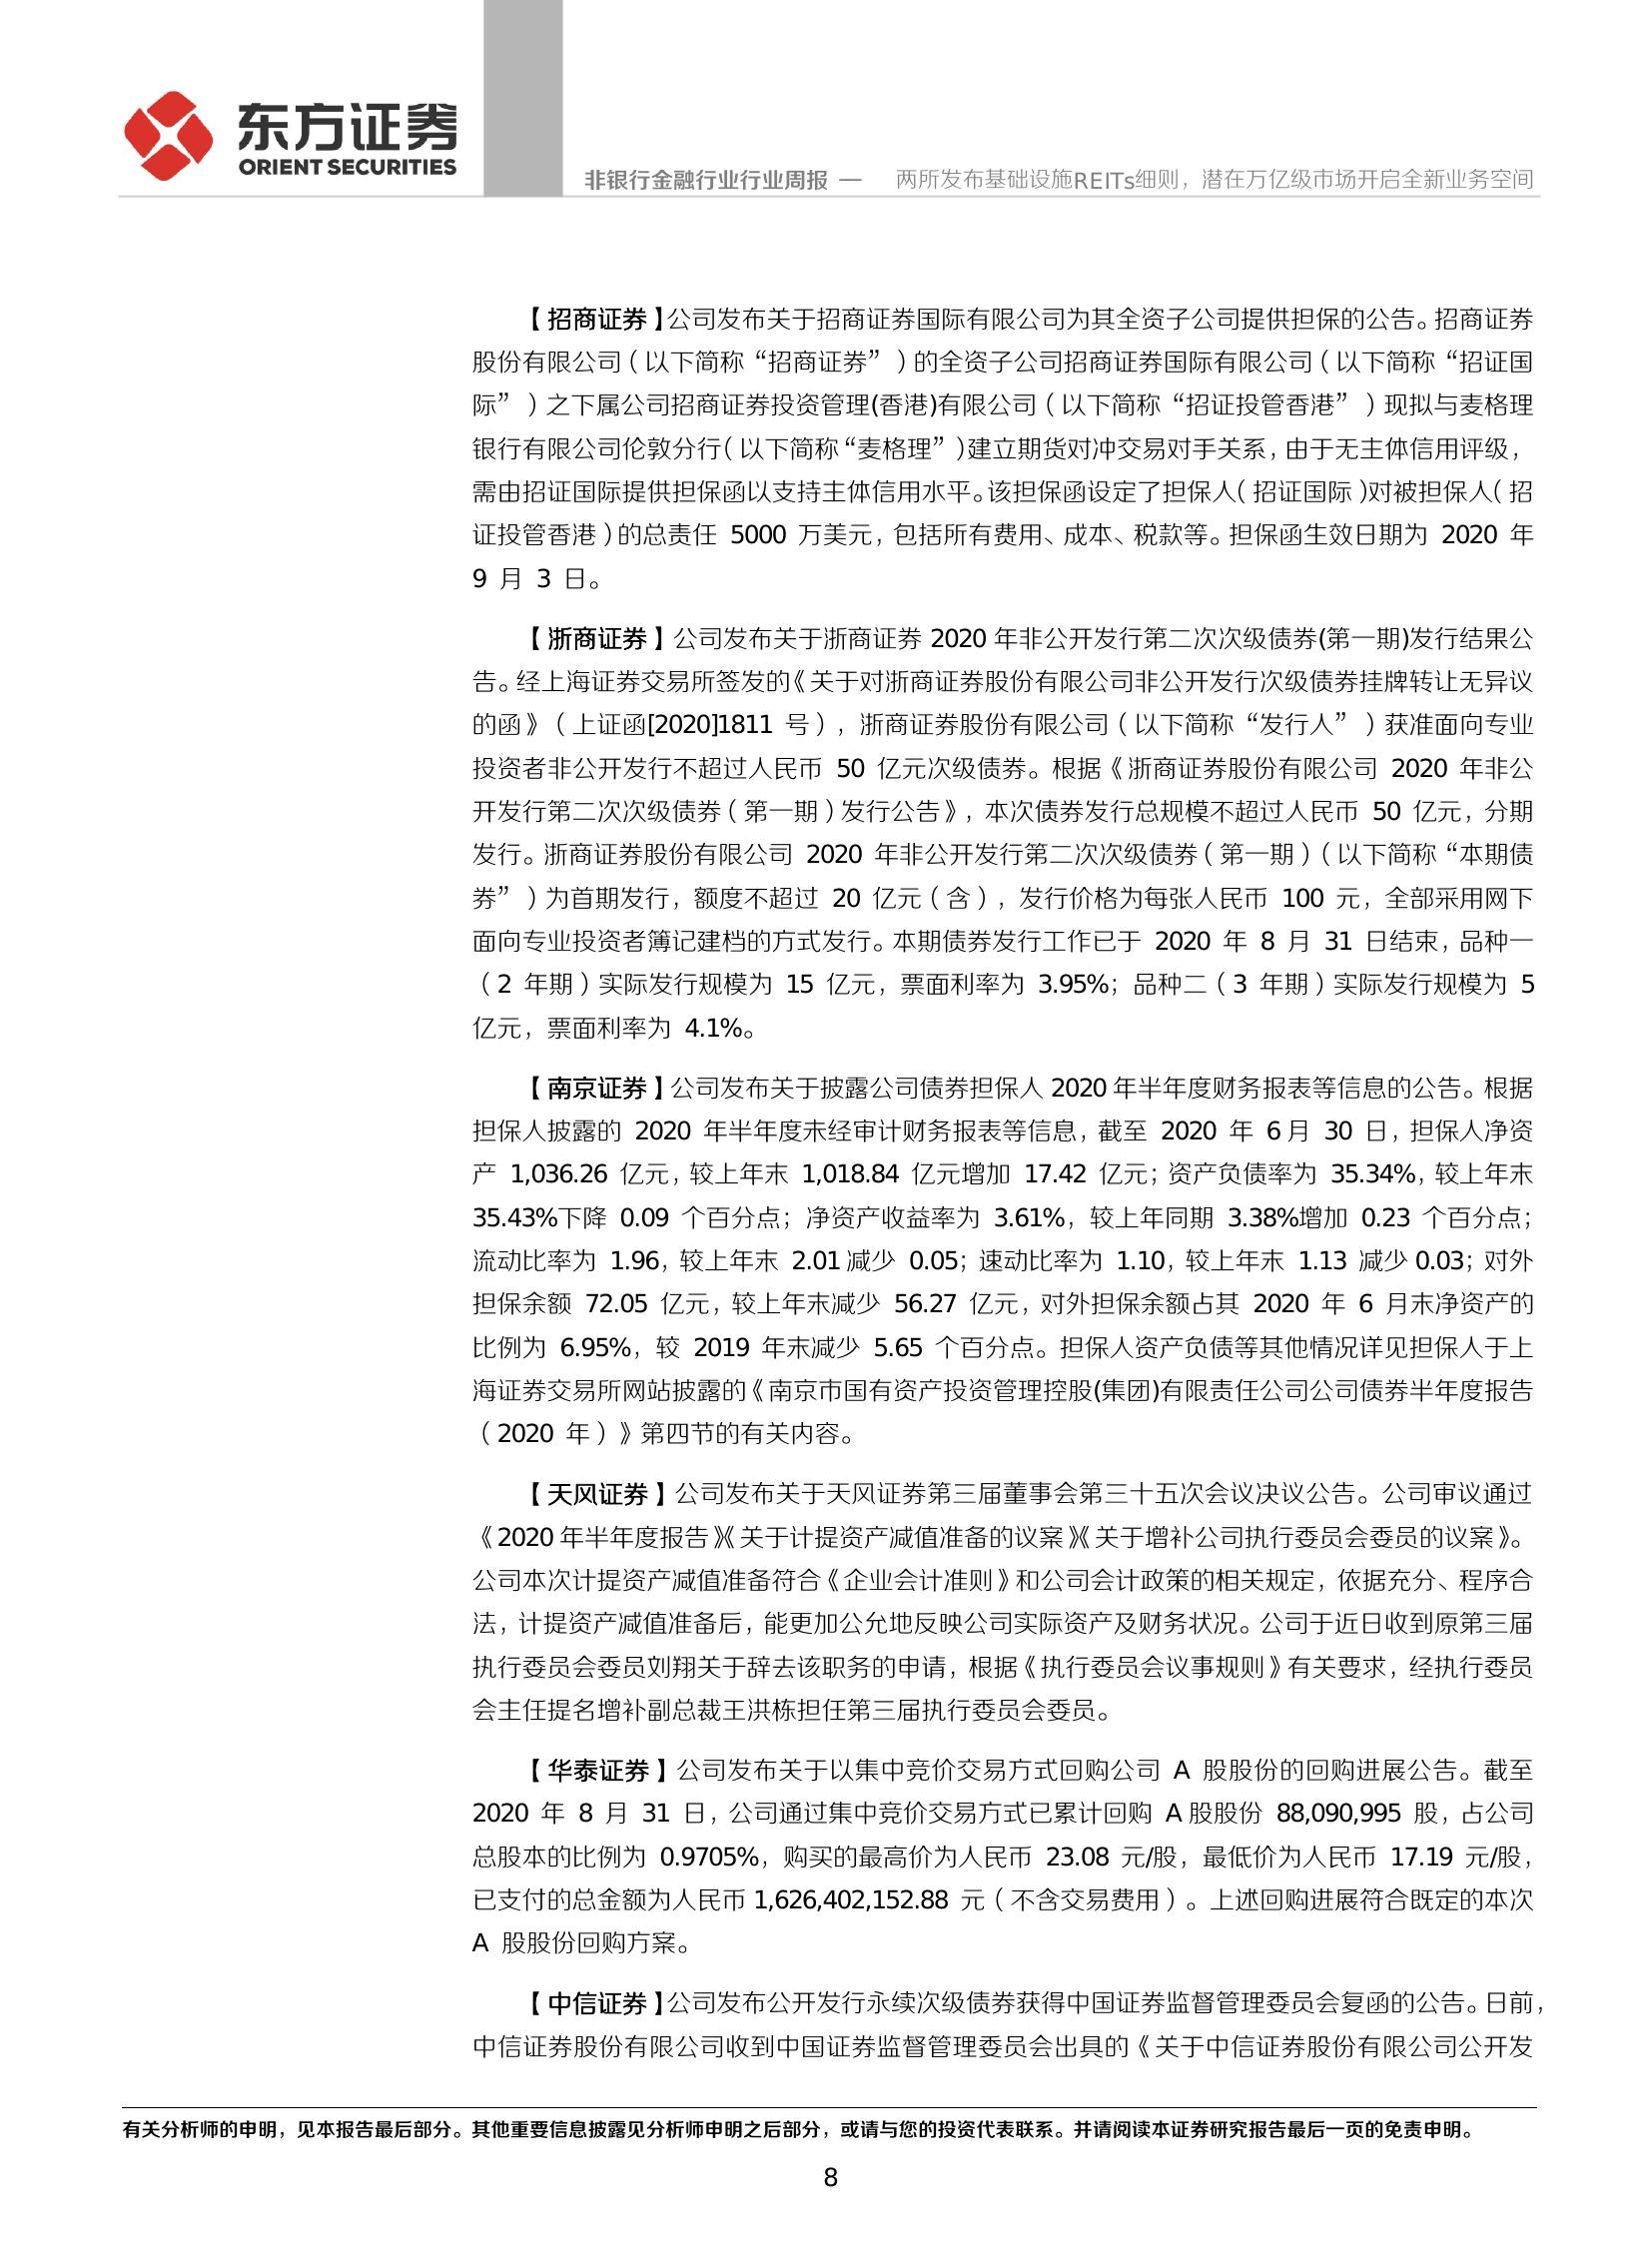 东方证券
ORIENT SECURITIES
非银行金融行业行业周报 — 两所发布基础设施REITs细则，潜在万亿级市场开启全新业务空间
【招商证券】公司发布关于招商证券国际有限公司为其全资子公司提供担保的公告。招商证券
股份有限公司（以下简称“招商证券”）的全资子公司招商证券国际有限公司（以下简称“招证国
际”）之下属公司招商证券投资管理(香港)有限公司（以下简称“招证投管香港”）现拟与麦格理
银行有限公司伦敦分行（以下简称“麦格理”）建立期货对冲交易对手关系，由于无主体信用评级，
需由招证国际提供担保函以支持主体信用水平。该担保函设定了担保人（招证国际）对被担保人（招
证投管香港）的总责任 5000 万美元，包括所有费用、成本、税款等。担保函生效日期为 2020 年
9 月 3 日。
【浙商证券】公司发布关于浙商证券 2020 年非公开发行第二次次级债券(第一期)发行结果公
告。经上海证券交易所签发的《关于对浙商证券股份有限公司非公开发行次级债券挂牌转让无异议
的函》（上证函[2020]1811 号），浙商证券股份有限公司（以下简称“发行人”）获准面向专业
投资者非公开发行不超过人民币 50 亿元次级债券。根据《浙商证券股份有限公司 2020 年非公
开发行第二次次级债券（第一期）发行公告》，本次债券发行总规模不超过人民币 50 亿元，分期
发行。浙商证券股份有限公司 2020 年非公开发行第二次次级债券（第一期）（以下简称“本期债
券”）为首期发行，额度不超过 20 亿元（含），发行价格为每张人民币 100 元，全部采用网下
面向专业投资者簿记建档的方式发行。本期债券发行工作已于 2020 年 8 月 31 日结束，品种一
（2 年期）实际发行规模为 15 亿元，票面利率为 3.95%；品种二（3 年期）实际发行规模为 5
亿元，票面利率为 4.1%。
【南京证券】公司发布关于披露公司债券担保人 2020 年半年度财务报表等信息的公告。根据
担保人披露的 2020 年半年度未经审计财务报表等信息，截至 2020 年 6 月 30 日，担保人净资
产 1,036.26 亿元，较上年末 1,018.84 亿元增加 17.42 亿元；资产负债率为 35.34%，较上年末
35.43%下降 0.09 个百分点；净资产收益率为 3.61%，较上年同期 3.38%增加 0.23 个百分点；
流动比率为 1.96，较上年末 2.01 减少 0.05；速动比率为 1.10，较上年末 1.13 减少 0.03；对外
担保余额 72.05 亿元，较上年末减少 56.27 亿元，对外担保余额占其 2020 年 6 月末净资产的
比例为 6.95%，较 2019 年末减少 5.65 个百分点。担保人资产负债等其他情况详见担保人于上
海证券交易所网站披露的《南京市国有资产投资管理控股(集团)有限责任公司公司债券半年度报告
（2020 年）》第四节的有关内容。
【天风证券】公司发布关于天风证券第三届董事会第三十五次会议决议公告。公司审议通过
《2020 年半年度报告》《关于计提资产减值准备的议案》《关于增补公司执行委员会委员的议案》。
公司本次计提资产减值准备符合《企业会计准则》和公司会计政策的相关规定，依据充分、程序合
法，计提资产减值准备后，能更加公允地反映公司实际资产及财务状况。公司于近日收到原第三届
执行委员会委员刘翔关于辞去该职务的申请，根据《执行委员会议事规则》有关要求，经执行委员
会主任提名增补副总裁王洪栋担任第三届执行委员会委员。
【华泰证券】公司发布关于以集中竞价交易方式回购公司 A 股股份的回购进展公告。截至
2020 年 8 月 31 日，公司通过集中竞价交易方式已累计回购 A 股股份 88,090,995 股，占公司
总股本的比例为 0.9705%，购买的最高价为人民币 23.08 元/股，最低价为人民币 17.19 元/股，
已支付的总金额为人民币 1,626,402,152.88 元（不含交易费用）。上述回购进展符合既定的本次
A 股股份回购方案。
【中信证券】公司发布公开发行永续次级债券获得中国证券监督管理委员会复函的公告。日前，
中信证券股份有限公司收到中国证券监督管理委员会出具的《关于中信证券股份有限公司公开发
有关分析师的申明，见本报告最后部分。其他重要信息披露见分析师申明之后部分，或请与您的投资代表联系。并请阅读本证券研究报告最后一页的免责申明。
8